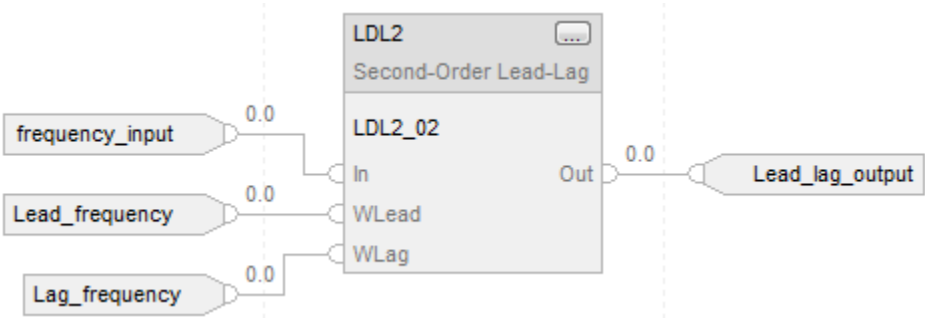 LDL2
...
Second-Order Lead-Lag
LDL2_02
0.0
frequency_input
In
Out
0.0
Lead_lag_output
0.0
Lead_frequency
WLead
0.0
Lag_frequency
WLag